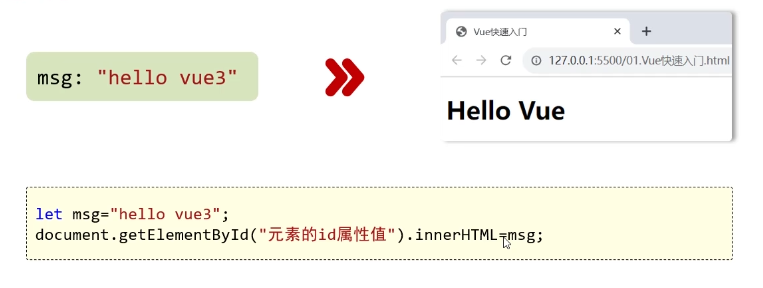 msg: "hello vue3"
Vue快速入门
127.0.0.1:5500/01.Vue快速入门.html
Hello Vue
let msg="hello vue3";
document.getElementById("元素的id属性值").innerHTML=msg;